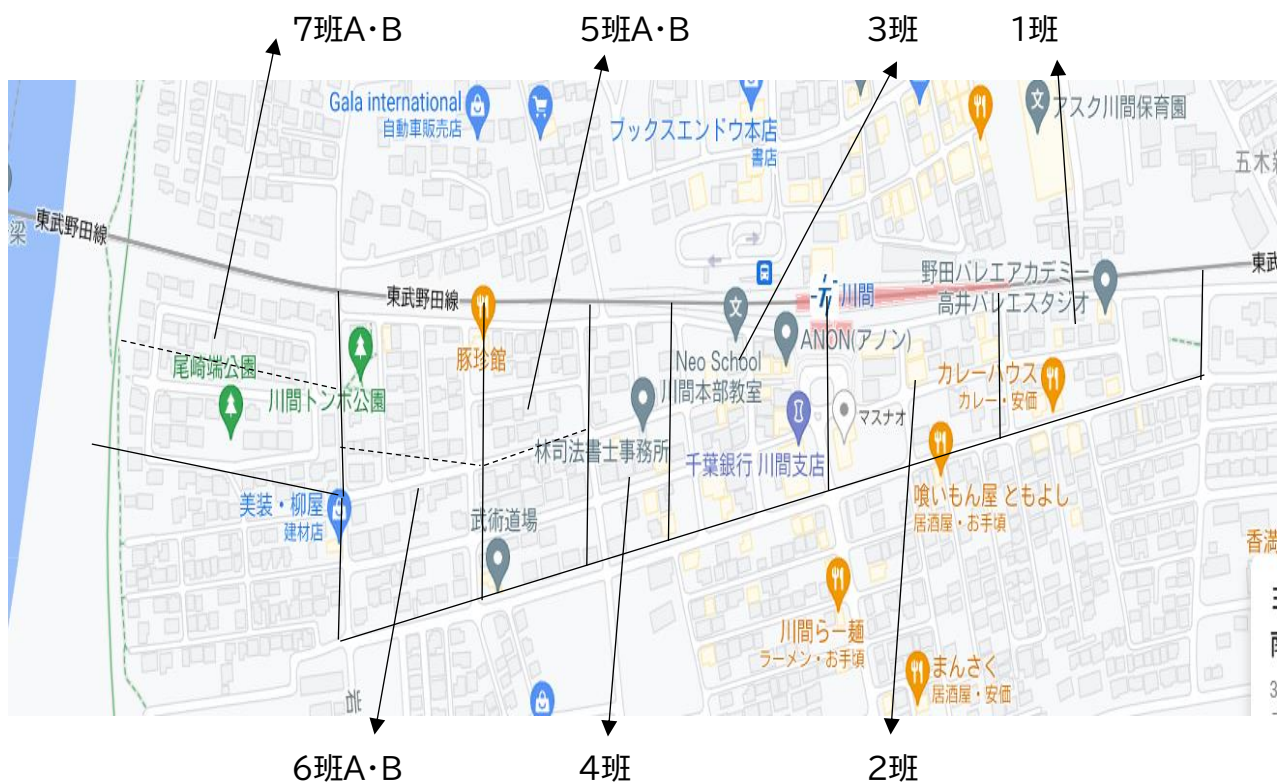 7班A・B
5班A・B
3班
1班
Gala international
自動車販売店
ブックスエンドウ本店
書店
アスク川間保育園
五木新
梁
東武野田線
東武野田線
川間
野田バレエアカデミー
高井バレエスタジオ
東武
尾崎端公園
川間トンボ公園
豚珍館
Neo School
川間本部教室
ANON(アノン)
カレーハウス
カレー・安価
マスナオ
林司法書士事務所
千葉銀行 川間支店
喰いもん屋 ともよし
居酒屋・お手頃
美装・柳屋
建材店
武術道場
香満
川間らー麺
ラーメン・お手頃
まんさく
居酒屋・安価
岩
6班A・B
4班
2班